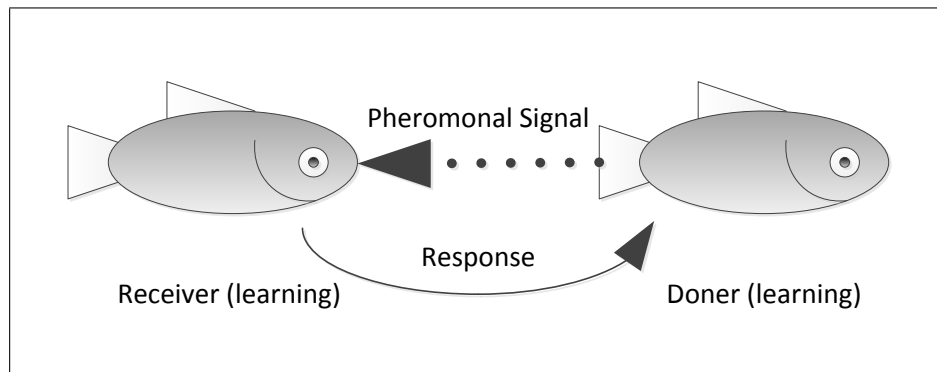 Pheromonal Signal
Response
Receiver (learning)
Doner (learning)